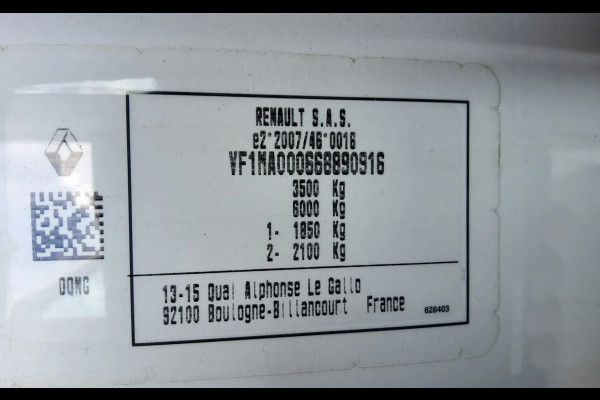 RENAULT S.A.S.
e2*2007/46*0016
VF1MA000668890916
3500 Kg
6000 Kg
1- 1850 Kg
2- 2100 Kg
OQNG
13-15 Quai Alphonse Le Gallo
92100 Boulogne-Billancourt France
628403